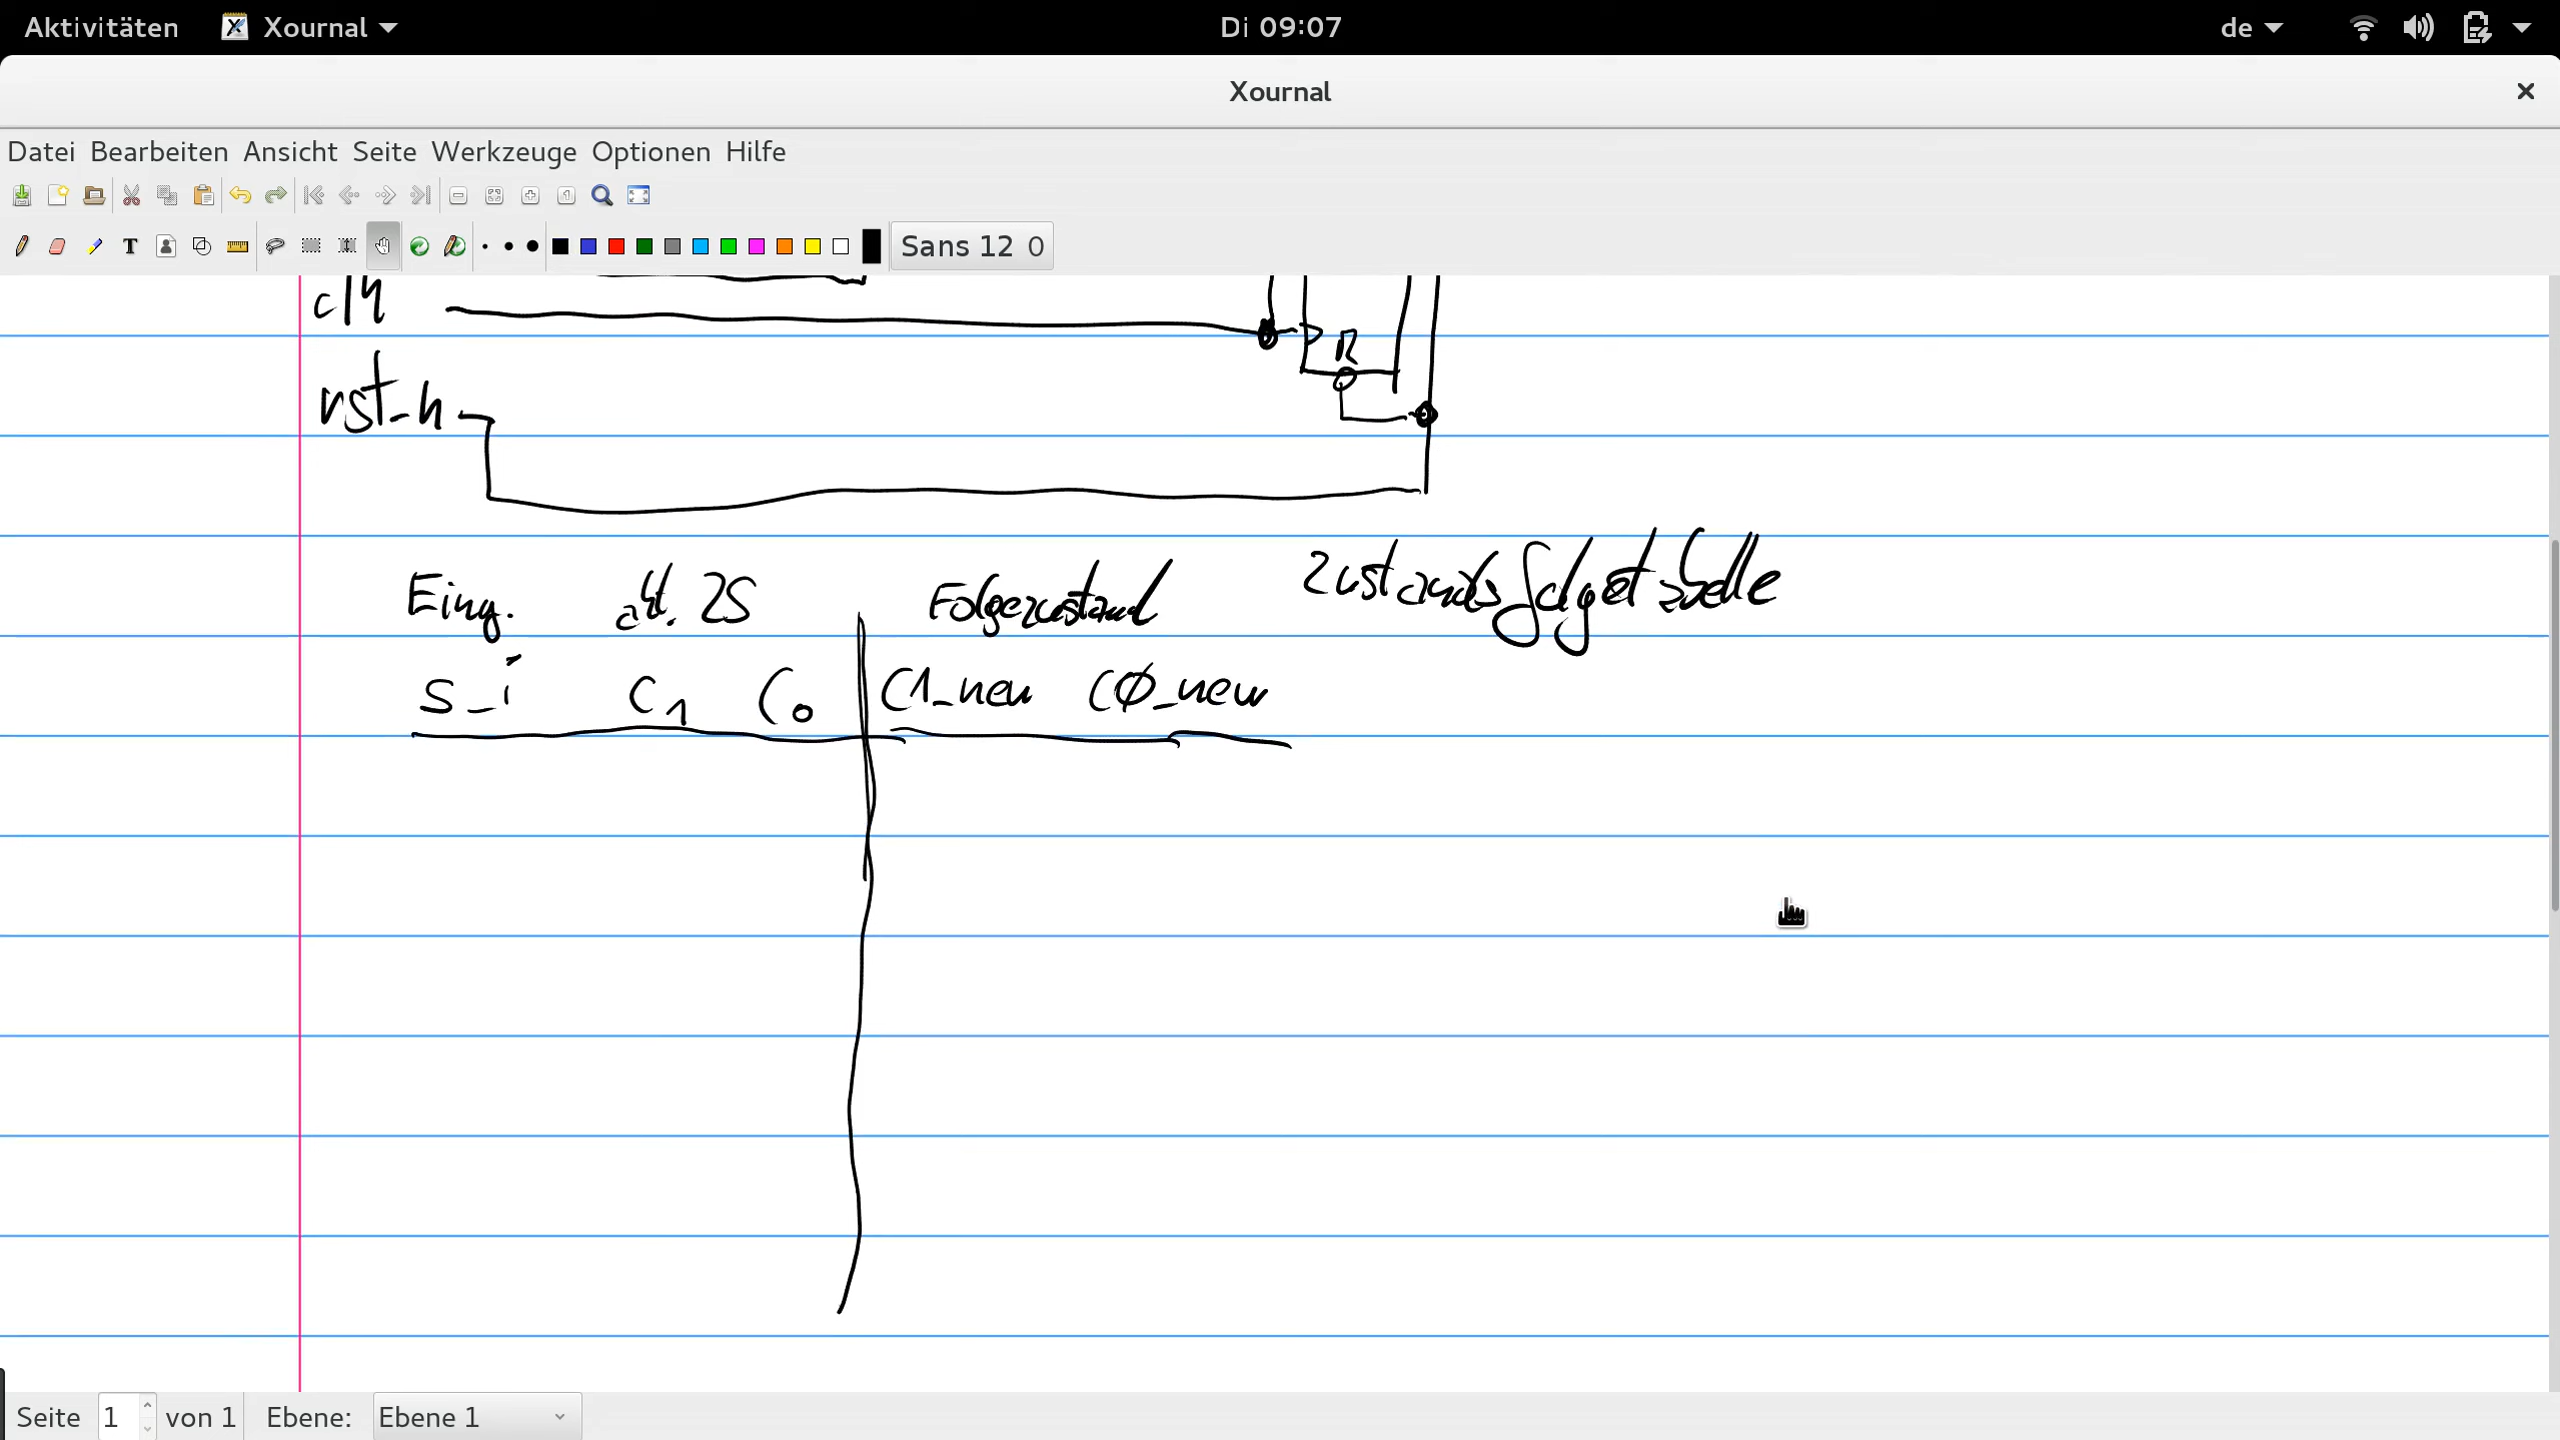 Aktivitäten Xournal Di 09:07 de
Xournal
Datei Bearbeiten Ansicht Seite Werkzeuge Optionen Hilfe
Sans 12 0
clk
R
rst_n
Eing. akt. ZS Folgezustand Zustandsfolgetabelle
s_i C1 C0 C1_new C0_new
Seite 1 von 1 Ebene: Ebene 1